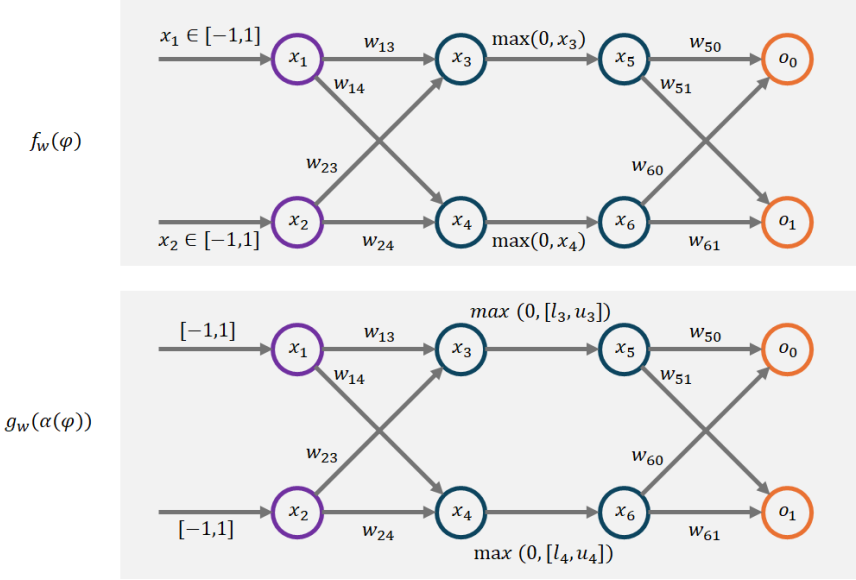 x₁ ∈ [−1,1]
w₁₃
max(0, x₃)
w₅₀
x₁
x₃
x₅
o₀
w₁₄
w₅₁
f_w(φ)
w₂₃
w₆₀
x₂
x₄
x₆
o₁
x₂ ∈ [−1,1]
w₂₄
max(0, x₄)
w₆₁
max (0, [l₃, u₃])
[−1,1]
w₁₃
w₅₀
x₁
x₃
x₅
o₀
w₁₄
w₅₁
g_w(α(φ))
w₂₃
w₆₀
x₂
x₄
x₆
o₁
[−1,1]
w₂₄
w₆₁
max (0, [l₄, u₄])